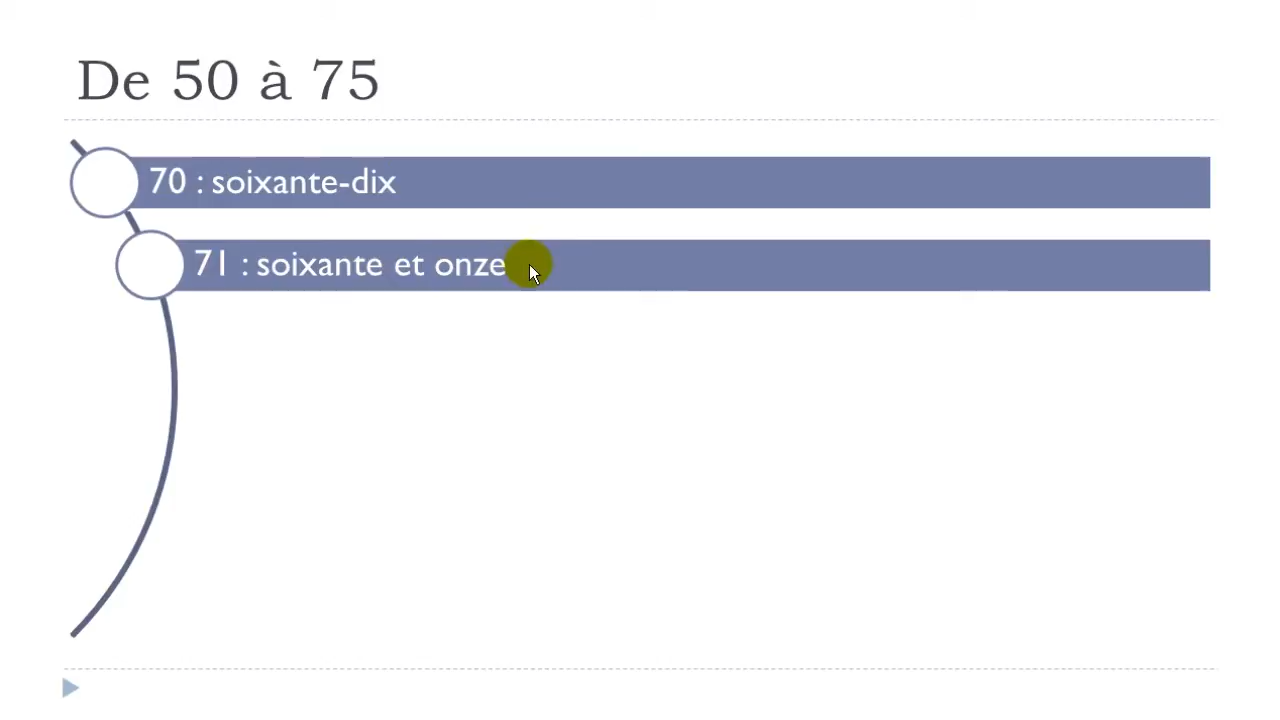 De 50 à 75
70 : soixante-dix
71 : soixante et onze